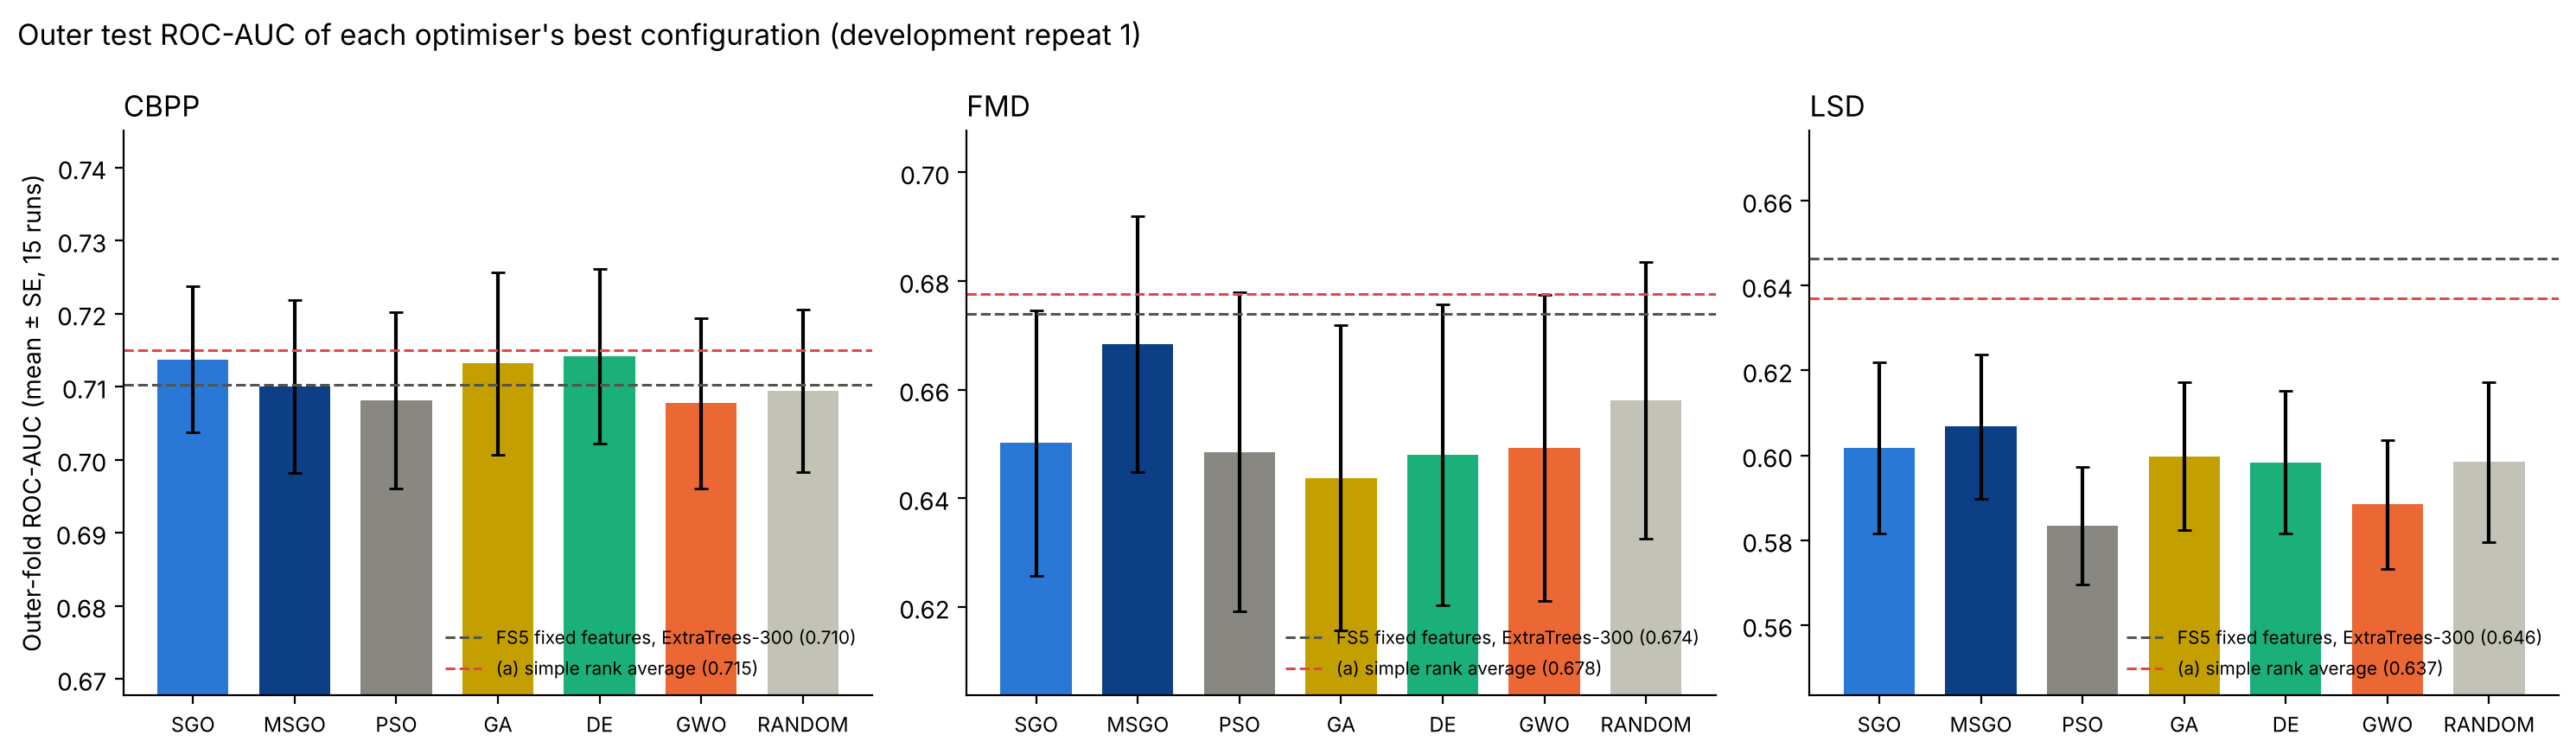 Outer test ROC-AUC of each optimiser's best configuration (development repeat 1)
CBPP
Outer-fold ROC-AUC (mean ± SE, 15 runs)
0.74
0.73
0.72
0.71
0.70
0.69
0.68
0.67
FS5 fixed features, ExtraTrees-300 (0.710)
(a) simple rank average (0.715)
SGO MSGO PSO GA DE GWO RANDOM
FMD
0.70
0.68
0.66
0.64
0.62
FS5 fixed features, ExtraTrees-300 (0.674)
(a) simple rank average (0.678)
SGO MSGO PSO GA DE GWO RANDOM
LSD
0.66
0.64
0.62
0.60
0.58
0.56
FS5 fixed features, ExtraTrees-300 (0.646)
(a) simple rank average (0.637)
SGO MSGO PSO GA DE GWO RANDOM